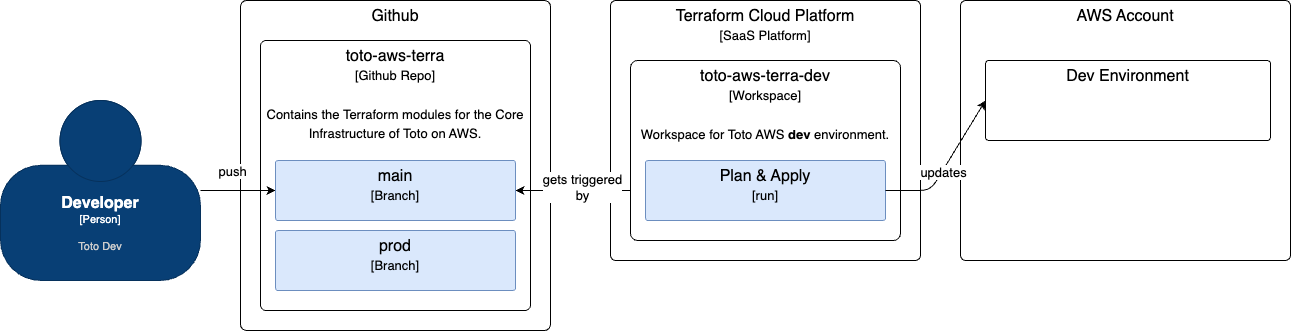 Github
toto-aws-terra
[Github Repo]
Contains the Terraform modules for the Core
Infrastructure of Toto on AWS.
main
[Branch]
prod
[Branch]
Developer
[Person]
Toto Dev
push
gets triggered
by
Terraform Cloud Platform
[SaaS Platform]
toto-aws-terra-dev
[Workspace]
Workspace for Toto AWS dev environment.
Plan & Apply
[run]
updates
AWS Account
Dev Environment